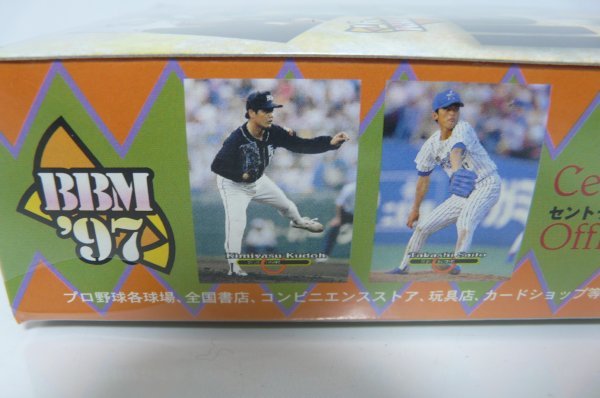 BBM
'97
Kimiyasu Kudoh
Takashi Saito
Ce
セント
Offi
プロ野球各球場、全国書店、コンビニエンスストア、玩具店、カードショップ等